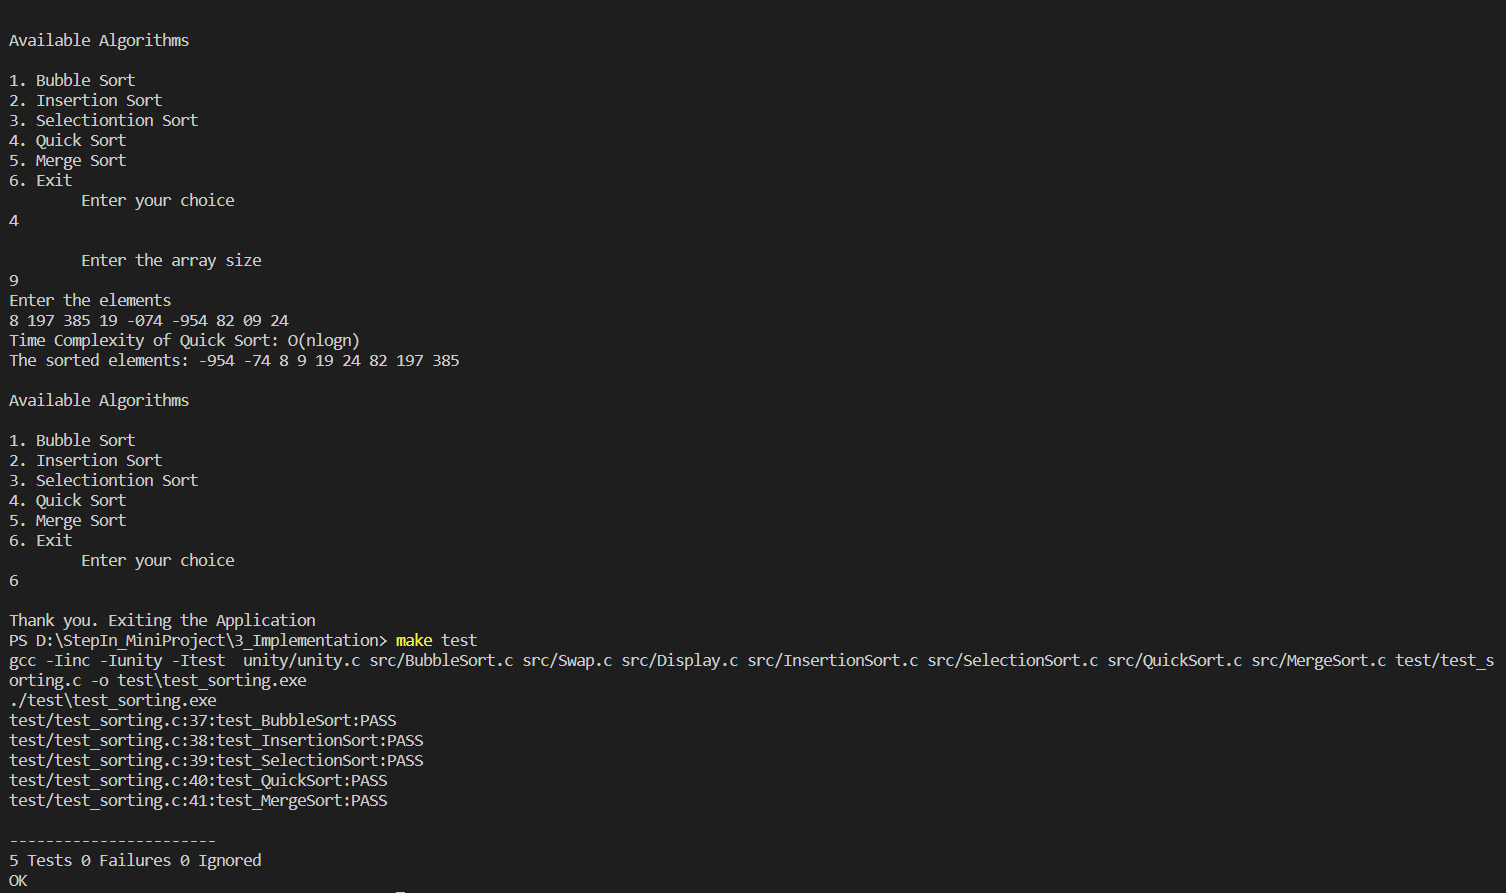 Available Algorithms
1. Bubble Sort
2. Insertion Sort
3. Selectiontion Sort
4. Quick Sort
5. Merge Sort
6. Exit
Enter your choice
4
Enter the array size
9
Enter the elements
8 197 385 19 -074 -954 82 09 24
Time Complexity of Quick Sort: O(nlogn)
The sorted elements: -954 -74 8 9 19 24 82 197 385
Available Algorithms
1. Bubble Sort
2. Insertion Sort
3. Selectiontion Sort
4. Quick Sort
5. Merge Sort
6. Exit
Enter your choice
6
Thank you. Exiting the Application
PS D:\StepIn_MiniProject\3_Implementation> make test
gcc -Iinc -Iunity -Itest  unity/unity.c src/BubbleSort.c src/Swap.c src/Display.c src/InsertionSort.c src/SelectionSort.c src/QuickSort.c src/MergeSort.c test/test_s
orting.c -o test\test_sorting.exe
./test\test_sorting.exe
test/test_sorting.c:37:test_BubbleSort:PASS
test/test_sorting.c:38:test_InsertionSort:PASS
test/test_sorting.c:39:test_SelectionSort:PASS
test/test_sorting.c:40:test_QuickSort:PASS
test/test_sorting.c:41:test_MergeSort:PASS
-----------------------
5 Tests 0 Failures 0 Ignored
OK